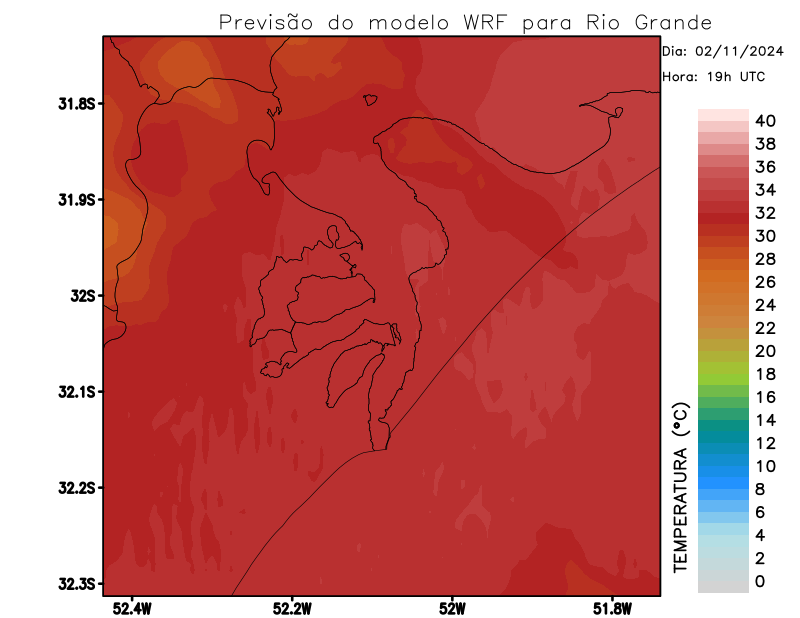 Previsão do modelo WRF para Rio Grande
Dia: 02/11/2024
Hora: 19h UTC
31.8S
31.9S
32S
32.1S
32.2S
32.3S
52.4W
52.2W
52W
51.8W
TEMPERATURA (°C)
40
38
36
34
32
30
28
26
24
22
20
18
16
14
12
10
8
6
4
2
0